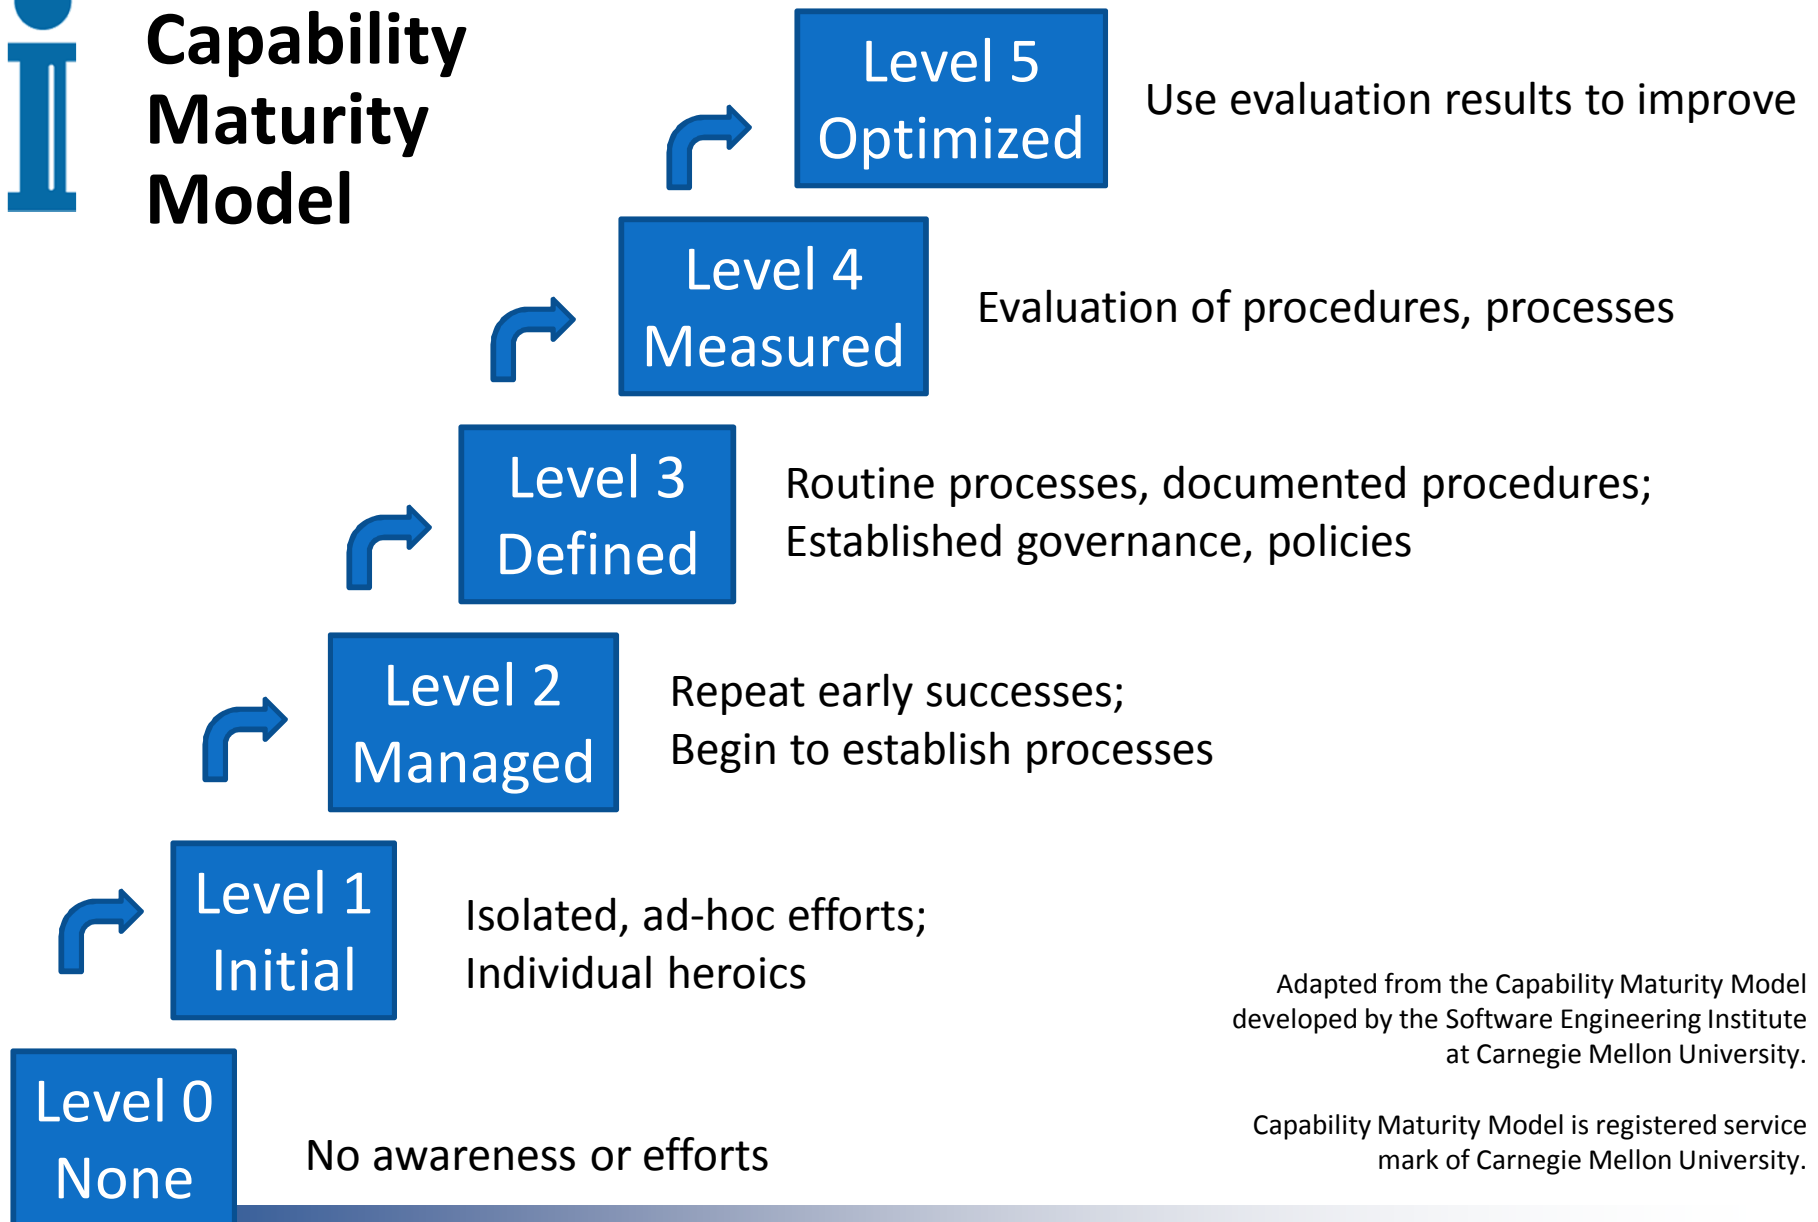 Capability
Maturity
Model
Level 5
Optimized
Use evaluation results to improve
Level 4
Measured
Evaluation of procedures, processes
Level 3
Defined
Routine processes, documented procedures;
Established governance, policies
Level 2
Managed
Repeat early successes;
Begin to establish processes
Level 1
Initial
Isolated, ad-hoc efforts;
Individual heroics
Level 0
None
No awareness or efforts
Adapted from the Capability Maturity Model
developed by the Software Engineering Institute
at Carnegie Mellon University.
Capability Maturity Model is registered service
mark of Carnegie Mellon University.